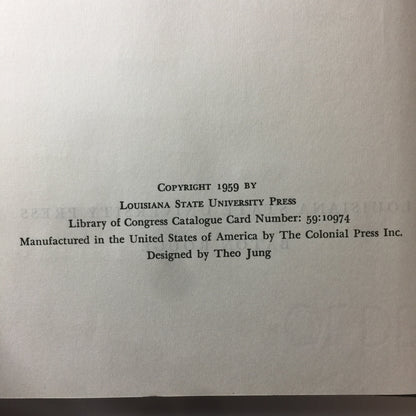 COPYRIGHT 1959 BY
LOUISIANA STATE UNIVERSITY PRESS
Library of Congress Catalogue Card Number: 59:10974
Manufactured in the United States of America by The Colonial Press Inc.
Designed by Theo Jung